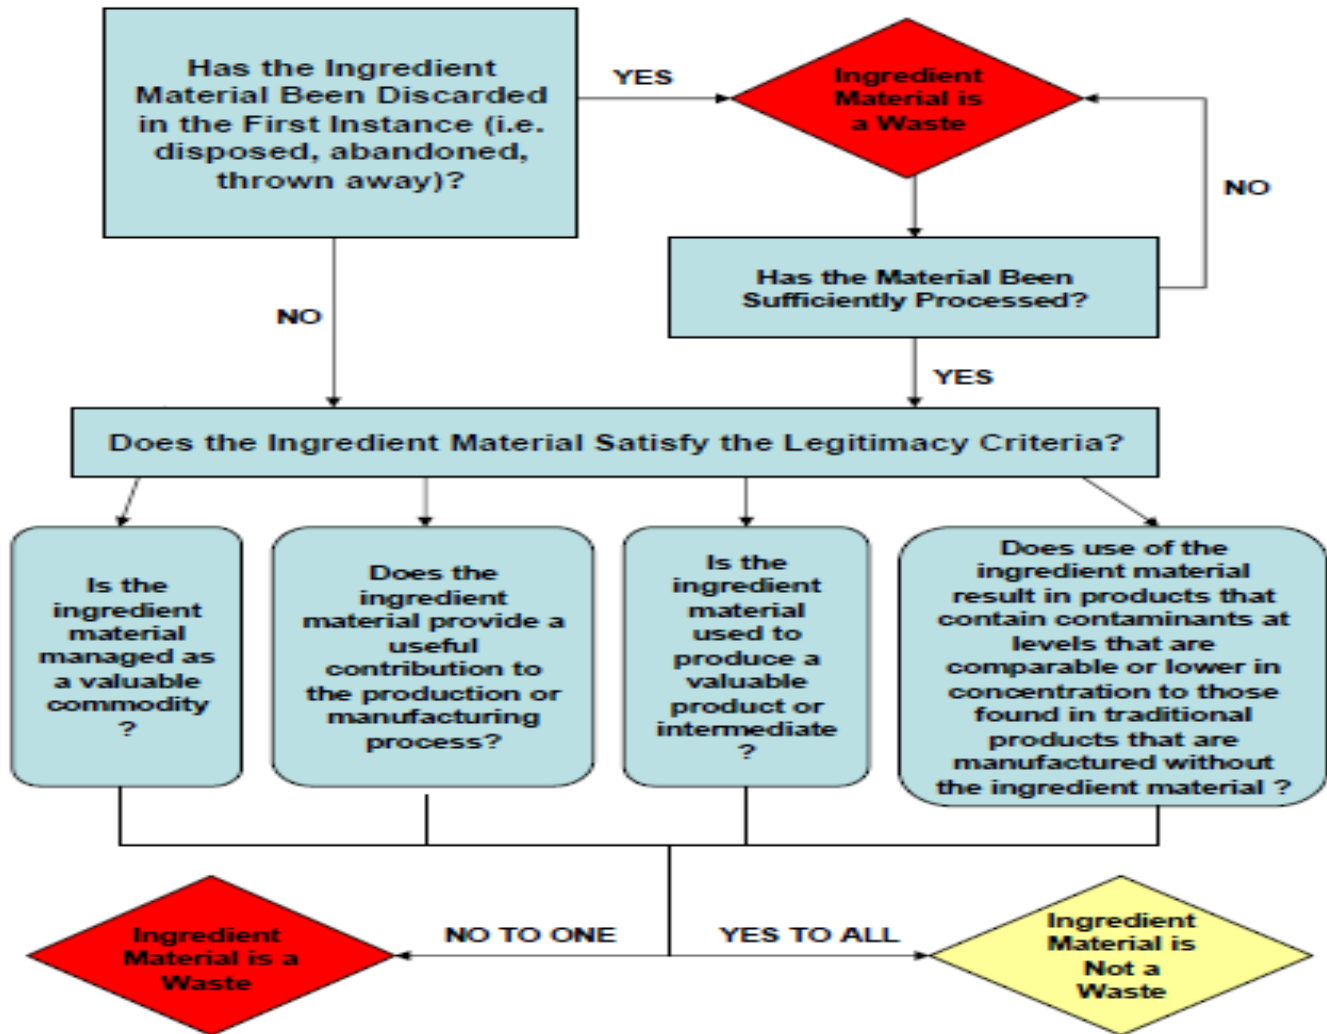 Has the Ingredient
Material Been Discarded
in the First Instance (i.e.
disposed, abandoned,
thrown away)?
YES
Ingredient
Material is
a Waste
NO
Has the Material Been
Sufficiently Processed?
NO
YES
Does the Ingredient Material Satisfy the Legitimacy Criteria?
Is the
ingredient
material
managed as
a valuable
commodity
?
Does the
ingredient
material provide a
useful
contribution to
the production or
manufacturing
process?
Is the
ingredient
material
used to
produce a
valuable
product or
intermediate
?
Does use of the
ingredient material
result in products that
contain contaminants at
levels that are
comparable or lower in
concentration to those
found in traditional
products that are
manufactured without
the ingredient material ?
Ingredient
Material is a
Waste
NO TO ONE
YES TO ALL
Ingredient
Material is
Not a
Waste